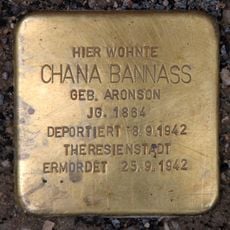 HIER WOHNTE
CHANA BANNASS
GEB. ARONSON
JG. 1864
DEPORTIERT 18.9.1942
THERESIENSTADT
ERMORDET 25.9.1942